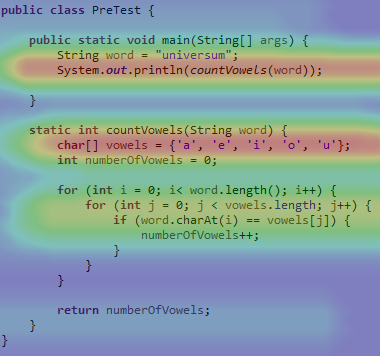 public class PreTest {
public static void main(String[] args) {
String word = "universum";
System.out.println(countVowels(word));
}
static int countVowels(String word) {
char[] vowels = {'a', 'e', 'i', 'o', 'u'};
int numberOfVowels = 0;
for (int i = 0; i< word.length(); i++) {
for (int j = 0; j < vowels.length; j++) {
if (word.charAt(i) == vowels[j]) {
numberOfVowels++;
}
}
}
return numberOfVowels;
}
}